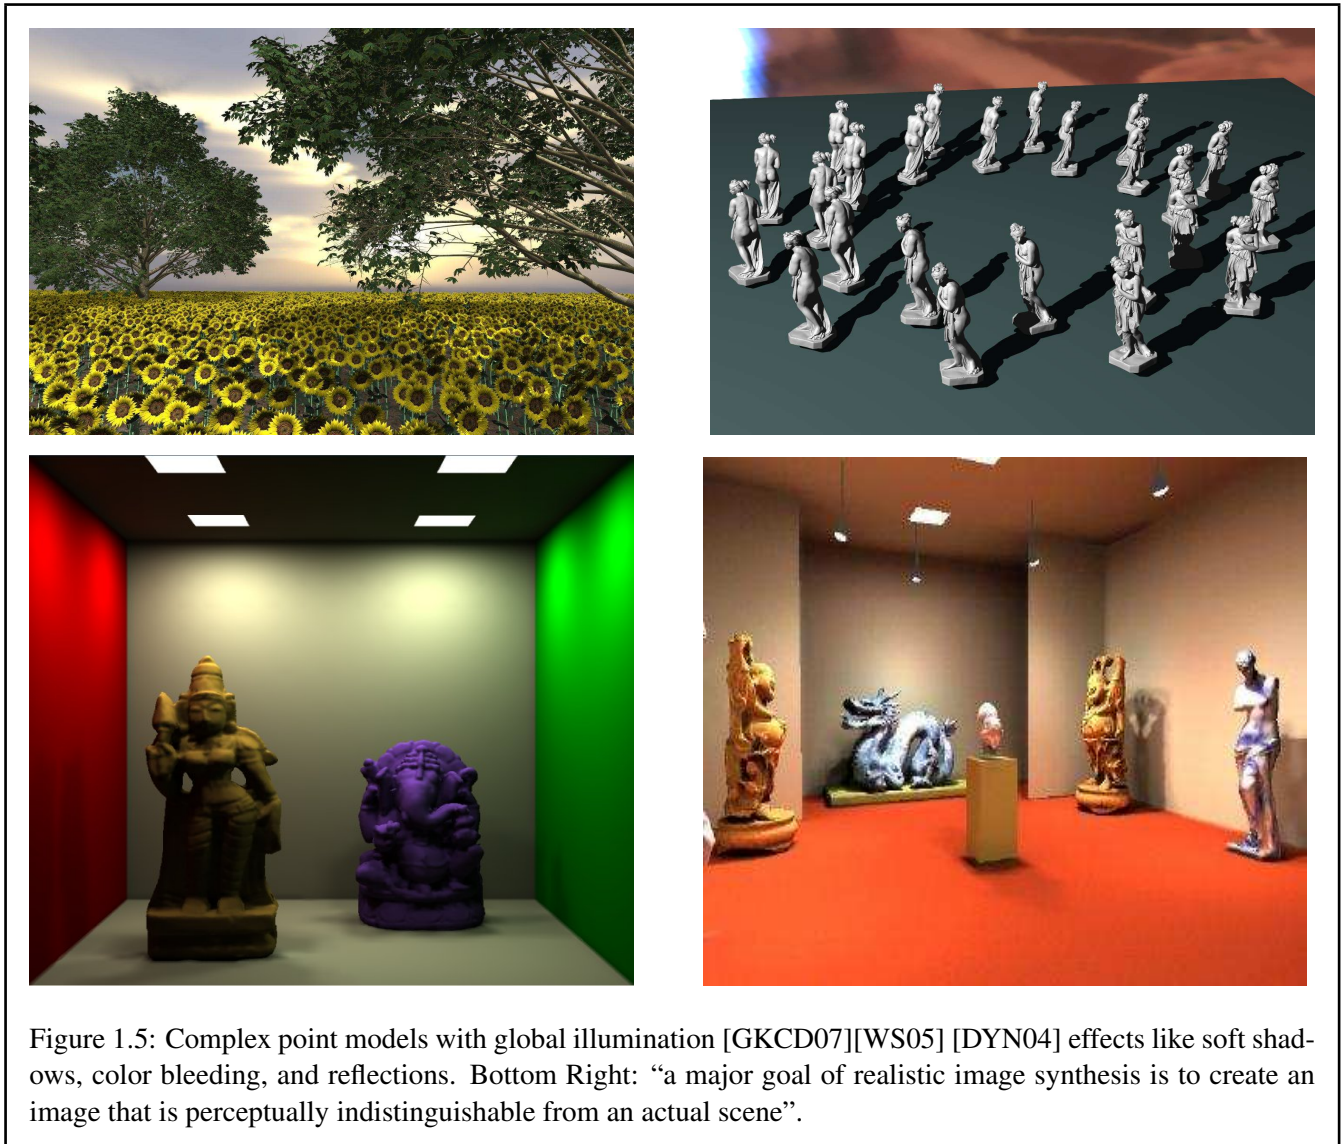 Figure 1.5: Complex point models with global illumination [GKCD07][WS05] [DYN04] effects like soft shad-
ows, color bleeding, and reflections. Bottom Right: “a major goal of realistic image synthesis is to create an
image that is perceptually indistinguishable from an actual scene”.